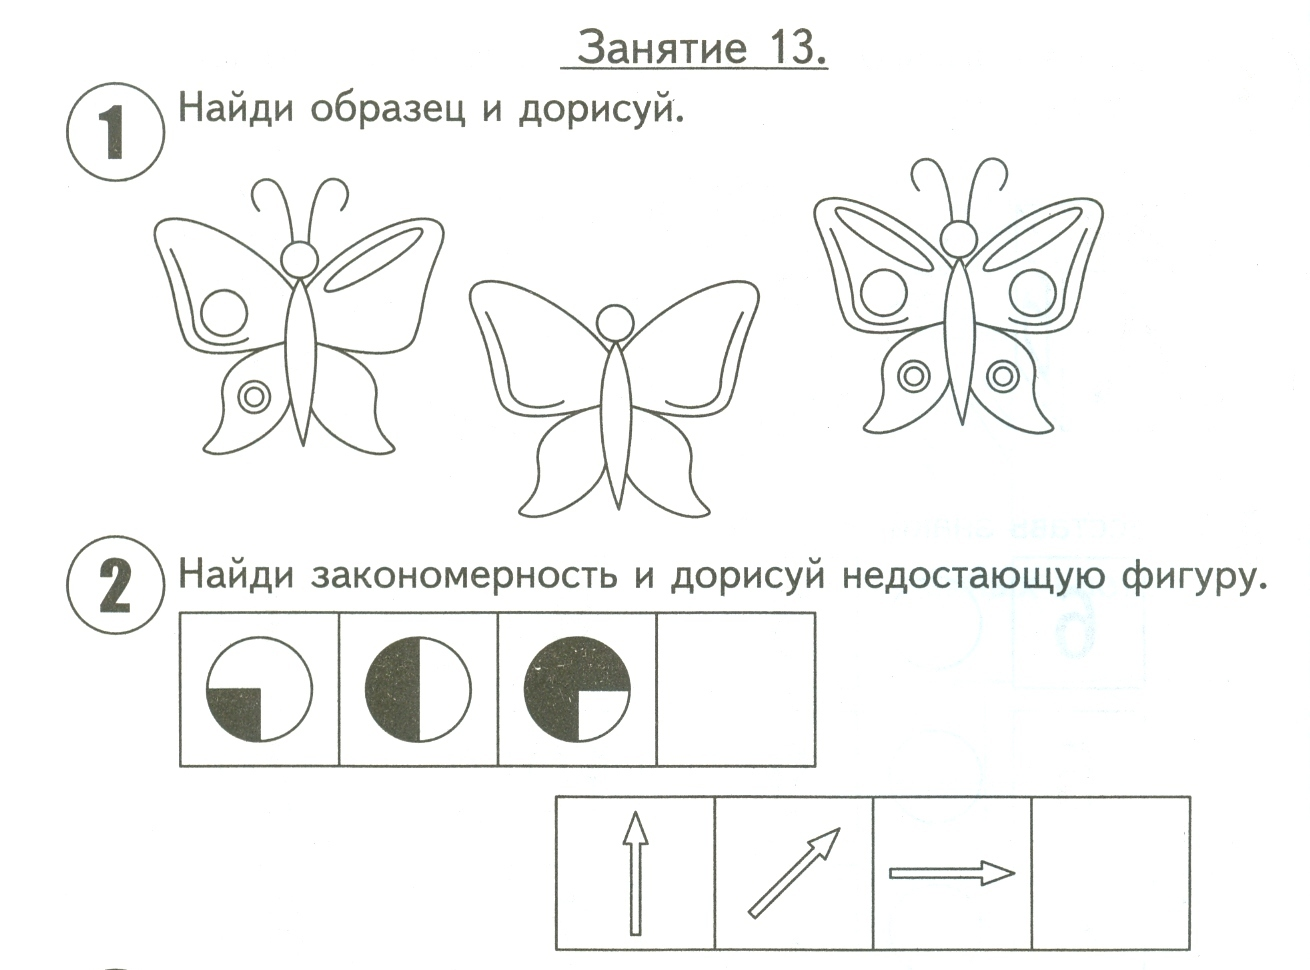 Занятие 13.
1 Найди образец и дорисуй.
2 Найди закономерность и дорисуй недостающую фигуру.